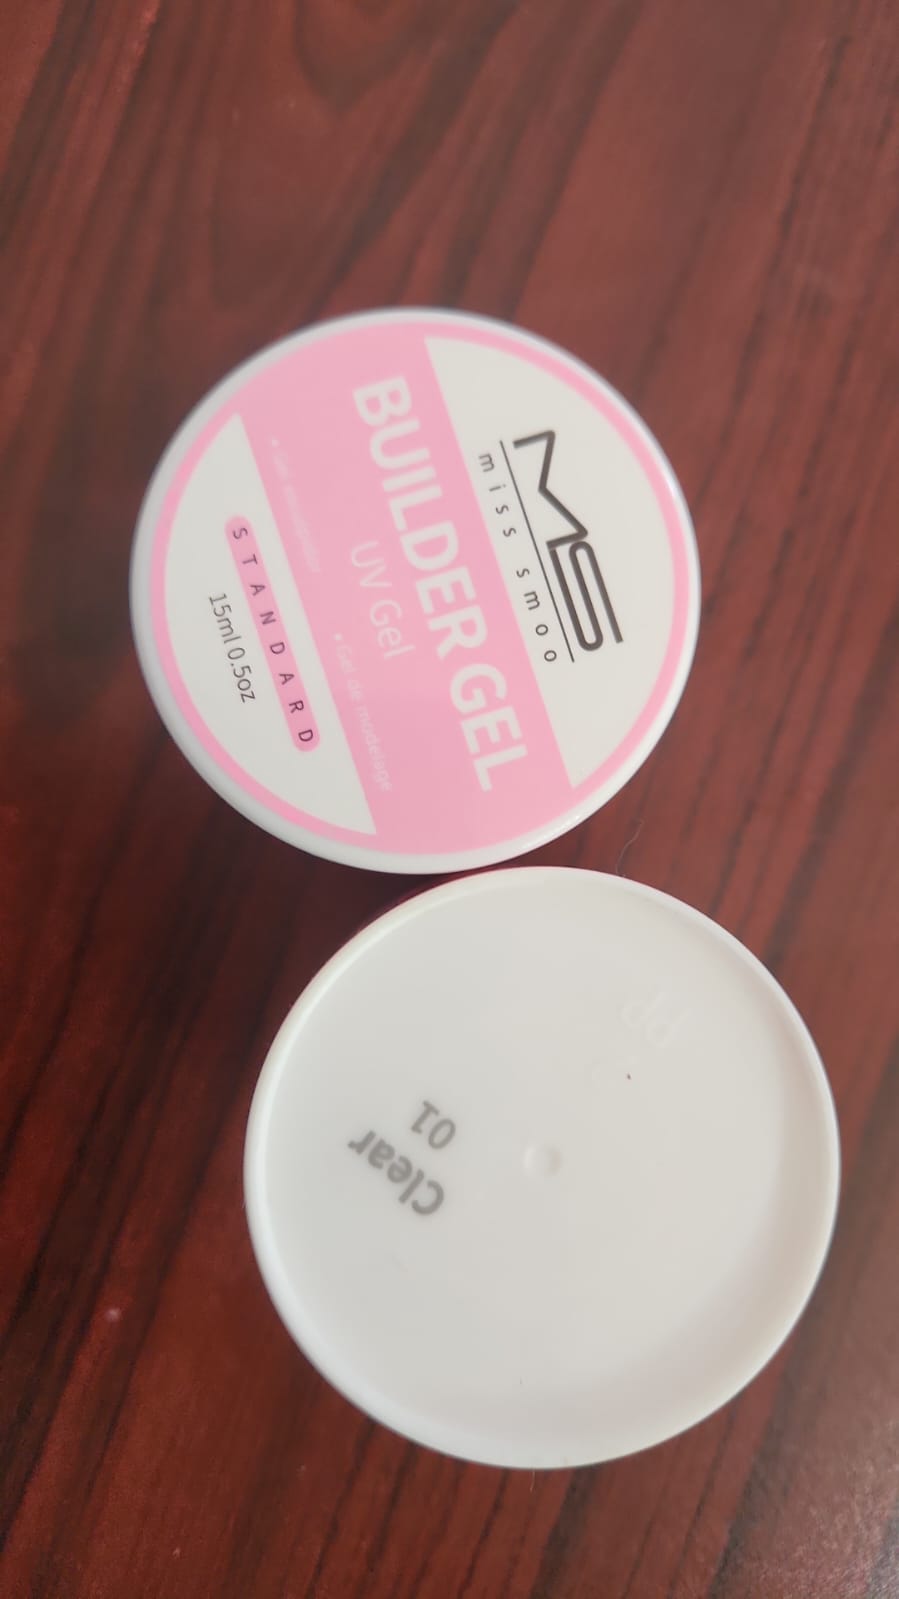 MS
miss smoo
BUILDER GEL
UV Gel
• Gel de modelage
STANDARD
15ml 0.5oz
Clear
01
PP